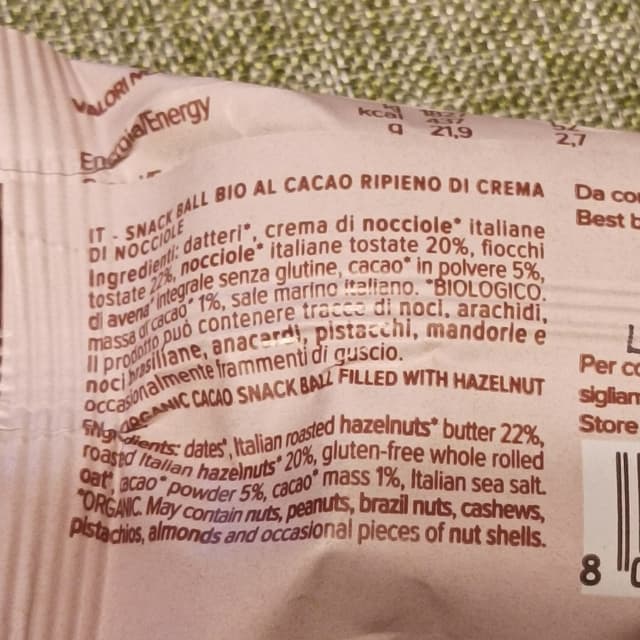 VALORI
kcal 437 52
Energia/Energy g 21,9 2,7
IT - SNACK BALL BIO AL CACAO RIPIENO DI CREMA
DI NOCCIOLE
Ingredienti: datteri*, crema di nocciole* italiane
tostate 22%, nocciole* italiane tostate 20%, fiocchi
di avena* integrale senza glutine, cacao* in polvere 5%,
massa di cacao* 1%, sale marino italiano. *BIOLOGICO.
Il prodotto può contenere tracce di noci, arachidi,
noci brasiliane, anacardi, pistacchi, mandorle e
occasionalmente frammenti di guscio.
ORGANIC CACAO SNACK BALL FILLED WITH HAZELNUT
dates*, Italian roasted hazelnuts* butter 22%,
roasted Italian hazelnuts* 20%, gluten-free whole rolled
oat* cacao* powder 5%, cacao* mass 1%, Italian sea salt.
*ORGANIC. May contain nuts, peanuts, brazil nuts, cashews,
pistachios, almonds and occasional pieces of nut shells.
Da co
Best b
Per co
siglian
Store
8